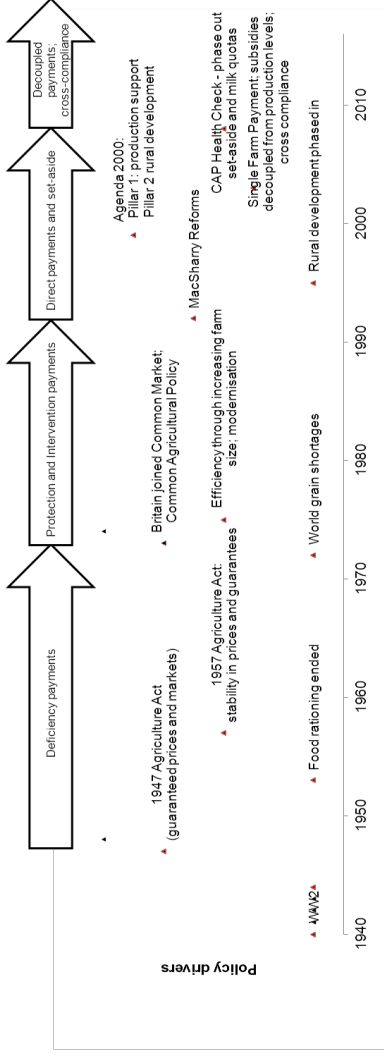 Deficiency payments
Protection and Intervention payments
Direct payments and set-aside
Decoupled
payments;
cross-compliance
Policy drivers
Agenda 2000:
Pillar 1: production support
Pillar 2 rural development
1947 Agriculture Act
(guaranteed prices and markets)
Britain joined Common Market;
Common Agricultural Policy
MacSharry Reforms
1957 Agriculture Act:
stability in prices and guarantees
Efficiency through increasing farm
size; modernisation
CAP Health Check - phase out
set-aside and milk quotas
Single Farm Payment; subsidies
decoupled from production levels;
cross compliance
Food rationing ended
World grain shortages
Rural development phased in
1940
1950
1960
1970
1980
1990
2000
2010